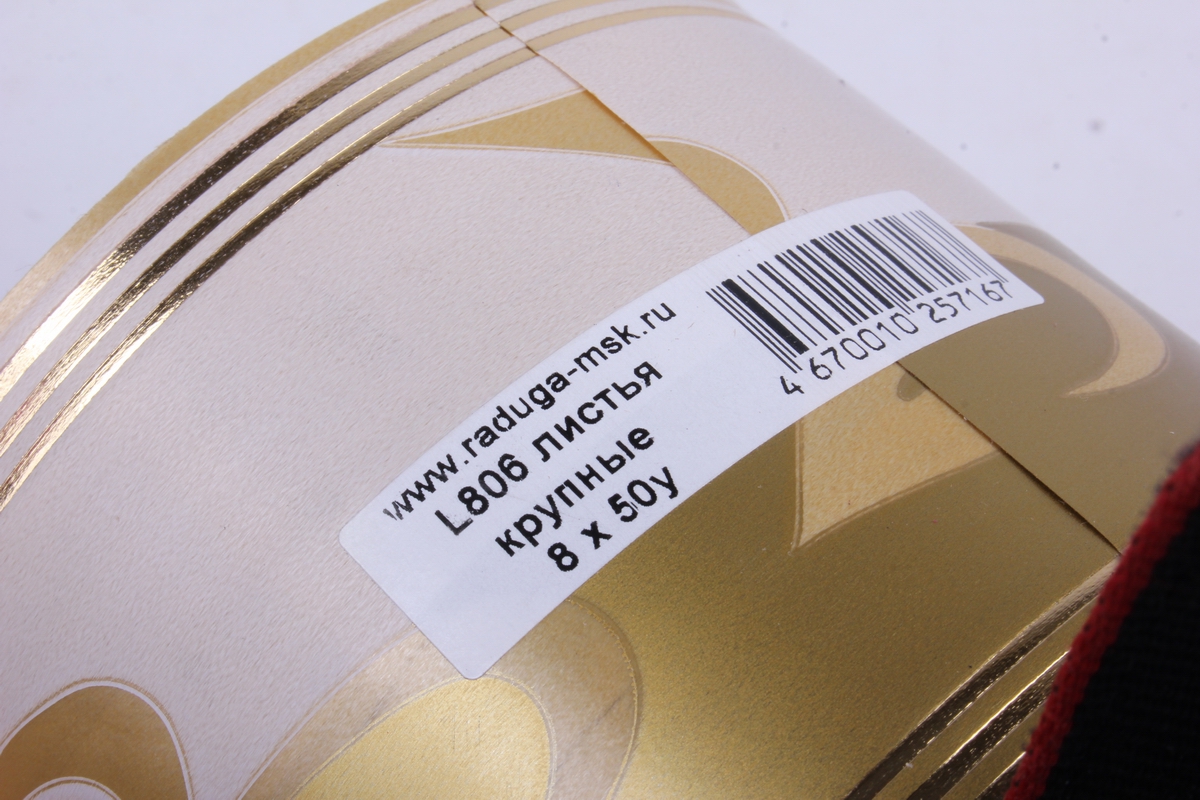 www.raduga-msk.ru
L806 листья
крупные
8 x 50y
4 670010 257167